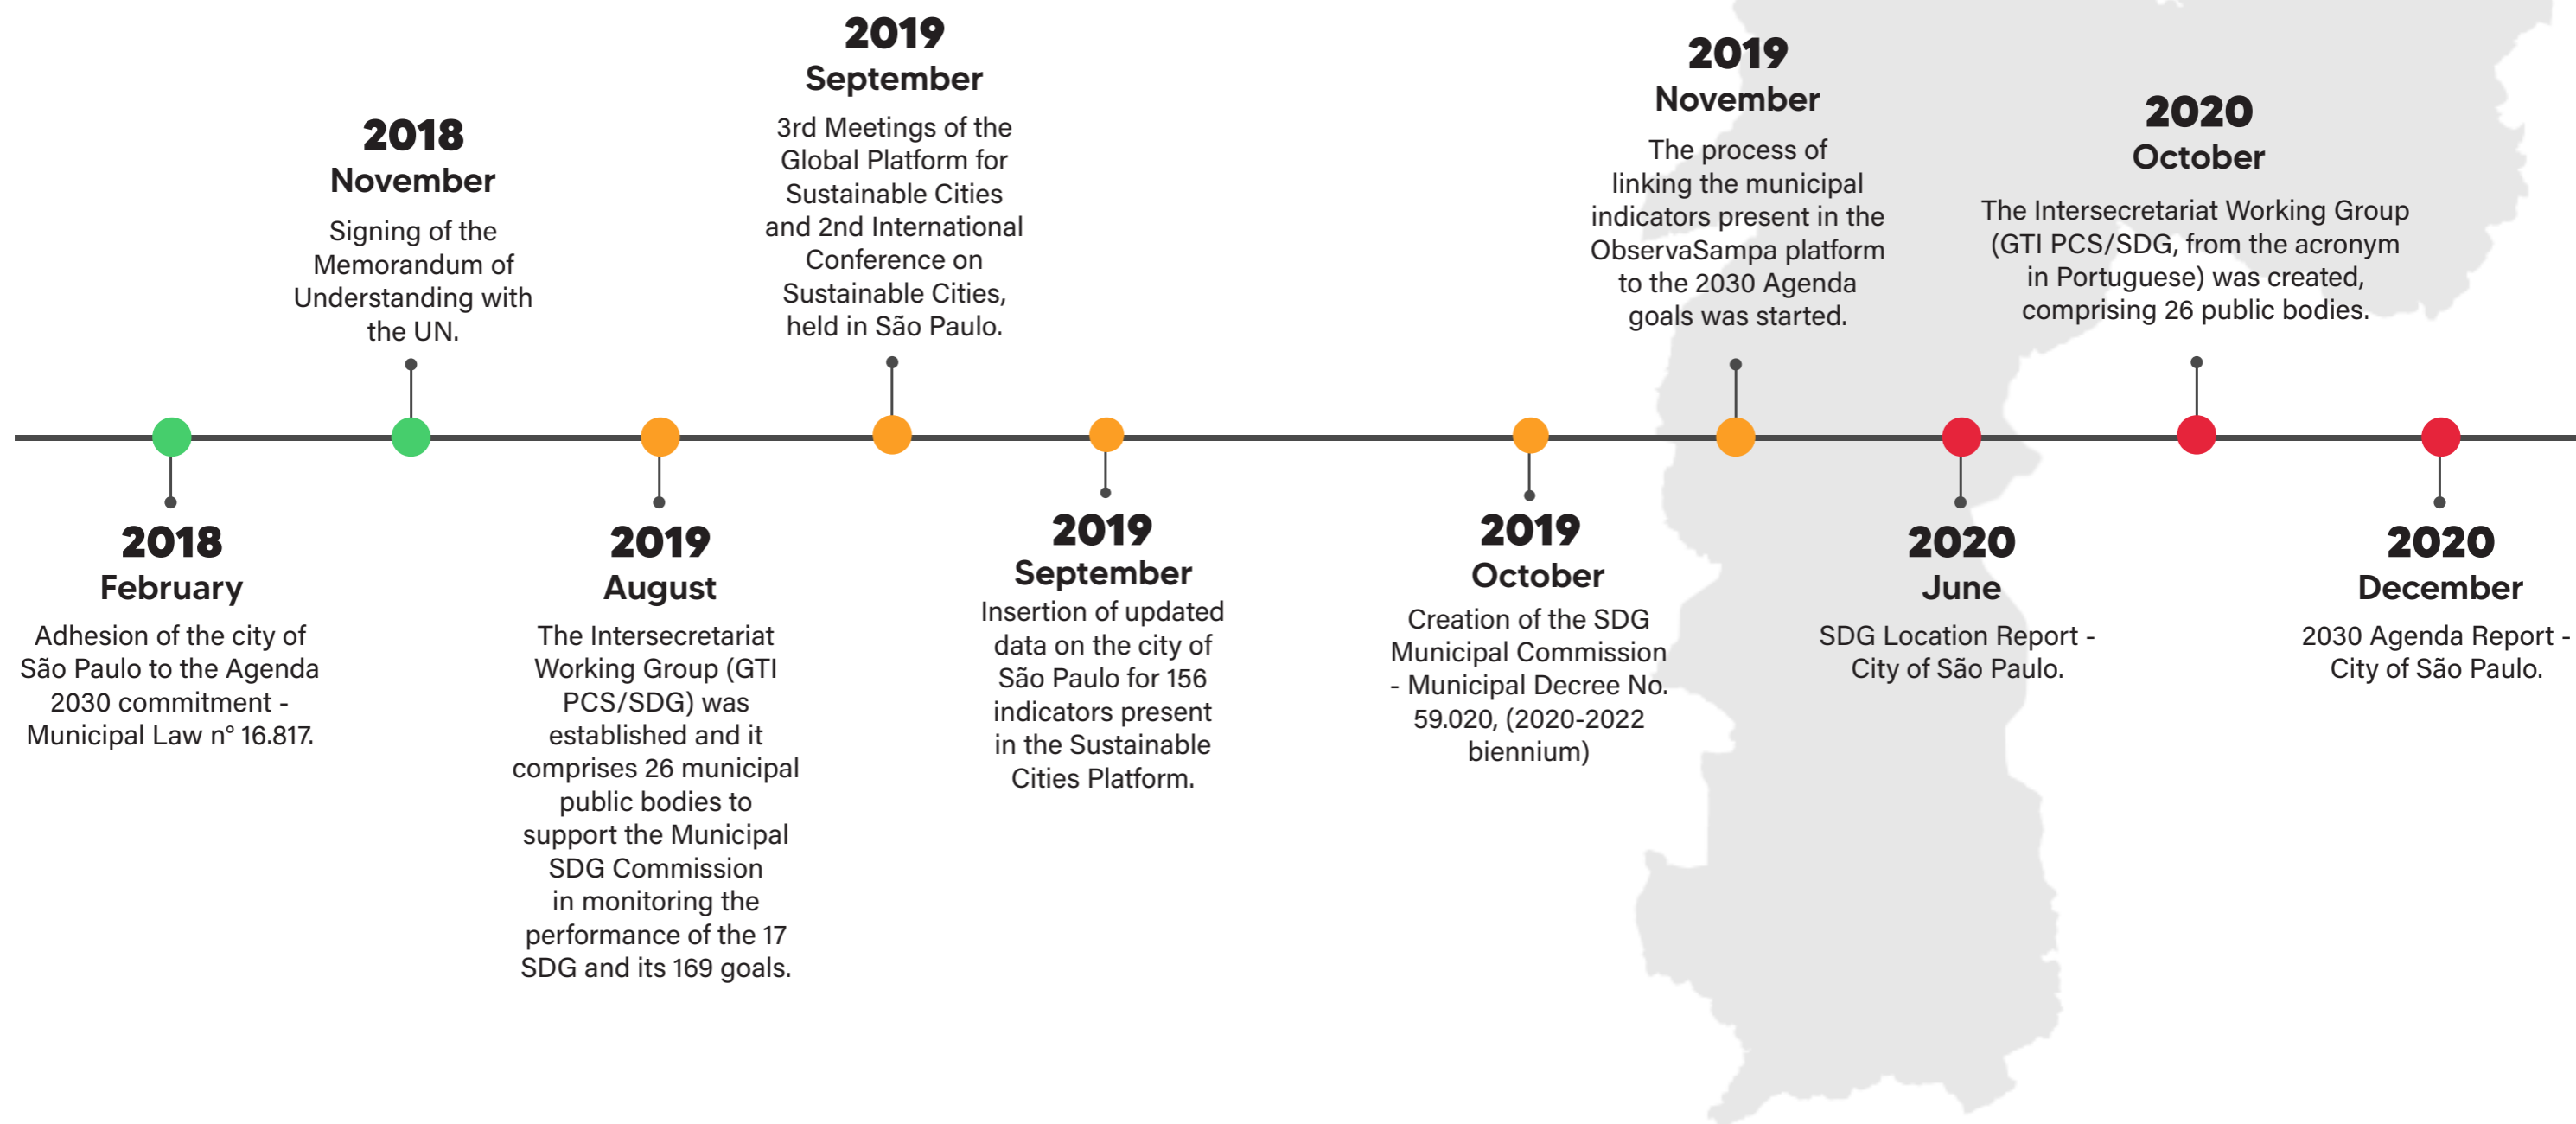 2018
February
Adhesion of the city of
São Paulo to the Agenda
2030 commitment -
Municipal Law n° 16.817.
2018
November
Signing of the
Memorandum of
Understanding with
the UN.
2019
August
The Intersecretariat
Working Group (GTI
PCS/SDG) was
established and it
comprises 26 municipal
public bodies to
support the Municipal
SDG Commission
in monitoring the
performance of the 17
SDG and its 169 goals.
2019
September
3rd Meetings of the
Global Platform for
Sustainable Cities
and 2nd International
Conference on
Sustainable Cities,
held in São Paulo.
2019
September
Insertion of updated
data on the city of
São Paulo for 156
indicators present
in the Sustainable
Cities Platform.
2019
October
Creation of the SDG
Municipal Commission
- Municipal Decree No.
59.020, (2020-2022
biennium)
2019
November
The process of
linking the municipal
indicators present in the
ObservaSampa platform
to the 2030 Agenda
goals was started.
2020
June
SDG Location Report -
City of São Paulo.
2020
October
The Intersecretariat Working Group
(GTI PCS/SDG, from the acronym
in Portuguese) was created,
comprising 26 public bodies.
2020
December
2030 Agenda Report -
City of São Paulo.